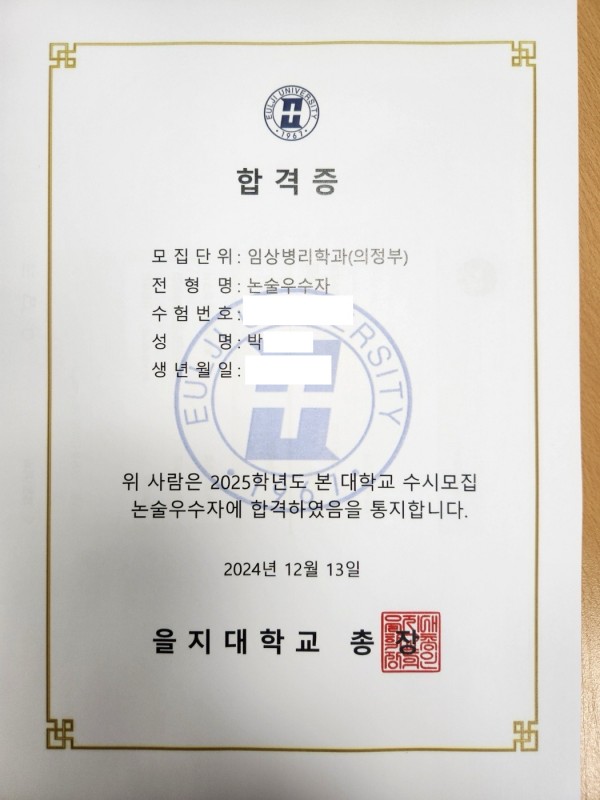 EULJI UNIVERSITY
1967
합격증
모집단위: 임상병리학과(의정부)
전형명: 논술우수자
수험번호:
성명: 박
생년월일:
EULJI UNIVERSITY
1967
위 사람은 2025학년도 본 대학교 수시모집
논술우수자에 합격하였음을 통지합니다.
2024년 12월 13일
을지대학교 총장